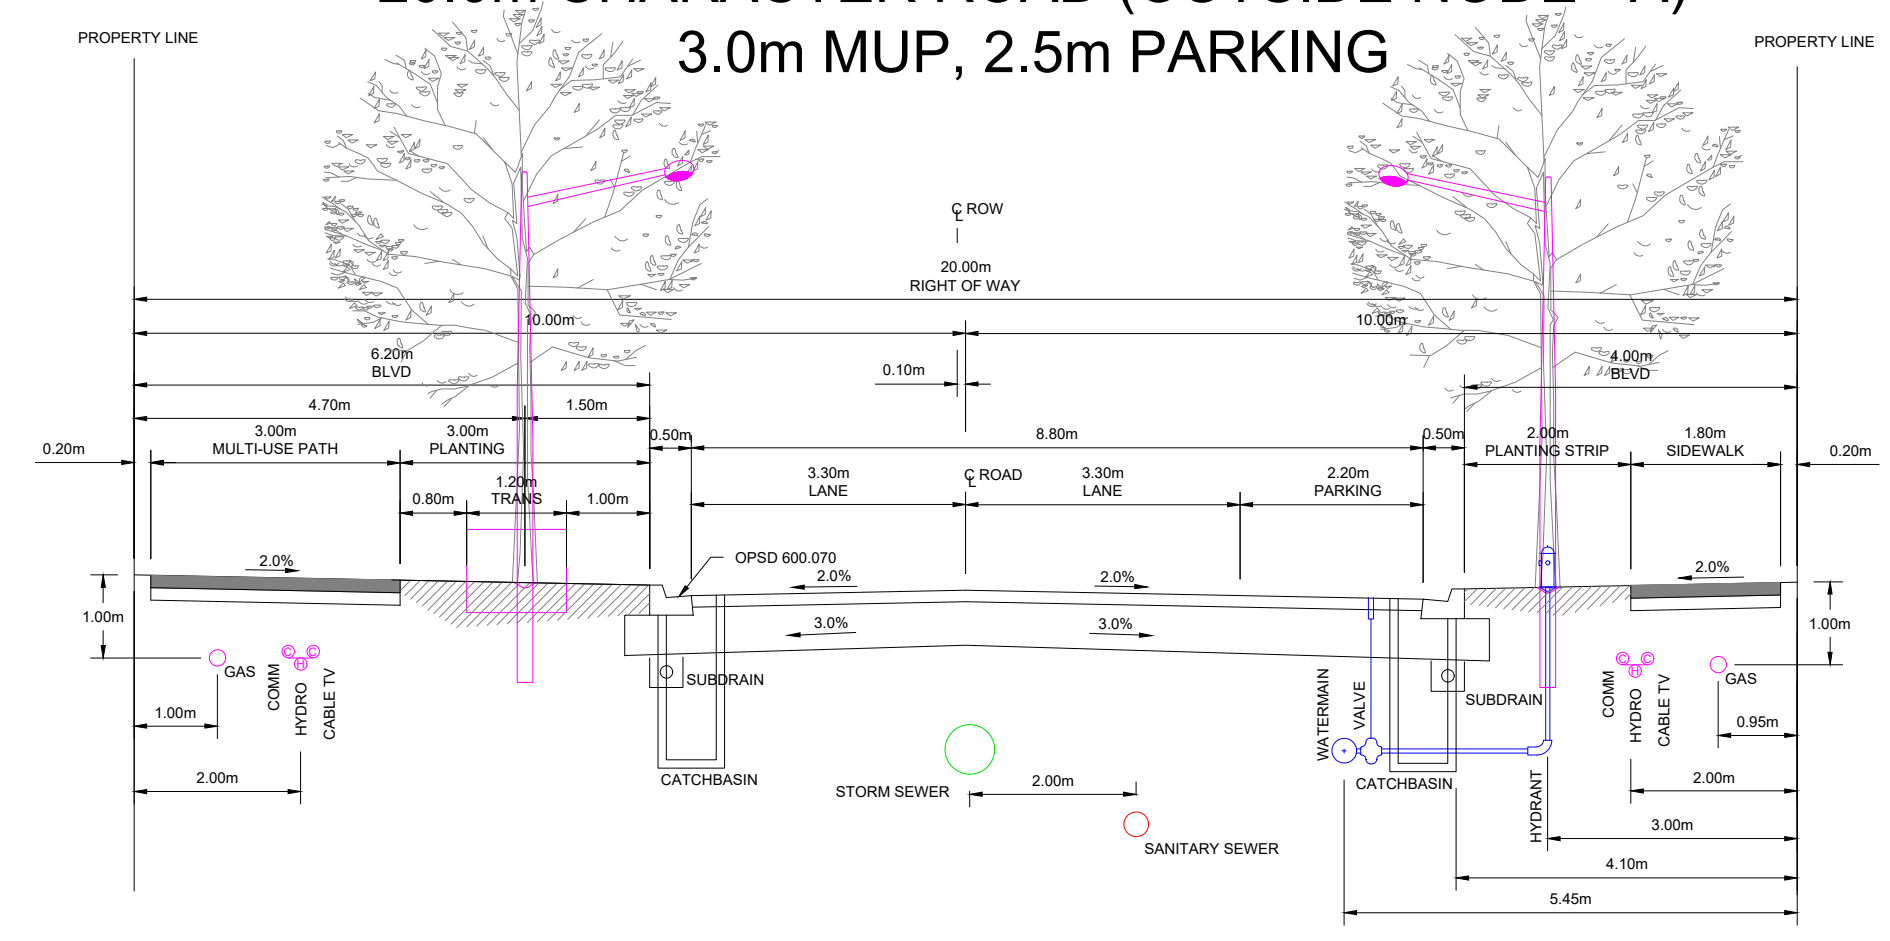 3.0m MUP, 2.5m PARKING
PROPERTY LINE
PROPERTY LINE
CL ROW
20.00m
RIGHT OF WAY
10.00m
10.00m
6.20m
BLVD
0.10m
4.00m
BLVD
4.70m
1.50m
0.20m
3.00m
MULTI-USE PATH
3.00m
PLANTING
0.50m
8.80m
0.50m
2.00m
PLANTING STRIP
1.80m
SIDEWALK
0.20m
0.80m
1.20m
TRANS
1.00m
3.30m
LANE
CL ROAD
3.30m
LANE
2.20m
PARKING
2.0%
OPSD 600.070
2.0%
2.0%
2.0%
1.00m
3.0%
3.0%
1.00m
C
C
H
GAS
COMM
HYDRO
CABLE TV
SUBDRAIN
WATERMAIN
VALVE
SUBDRAIN
C
C
H
COMM
HYDRO
CABLE TV
GAS
1.00m
0.95m
2.00m
CATCHBASIN
STORM SEWER
2.00m
CATCHBASIN
HYDRANT
2.00m
SANITARY SEWER
3.00m
4.10m
5.45m